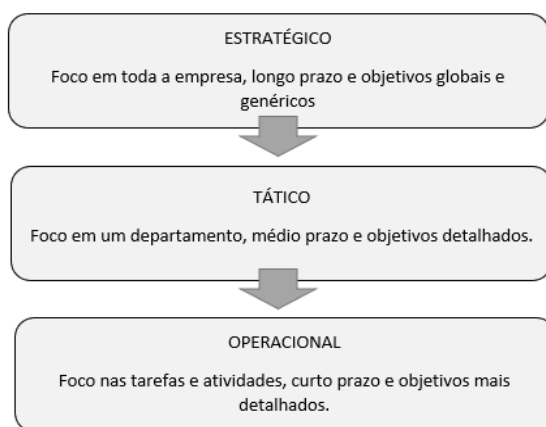 ESTRATÉGICO
Foco em toda a empresa, longo prazo e objetivos globais e
genéricos
TÁTICO
Foco em um departamento, médio prazo e objetivos detalhados.
OPERACIONAL
Foco nas tarefas e atividades, curto prazo e objetivos mais
detalhados.